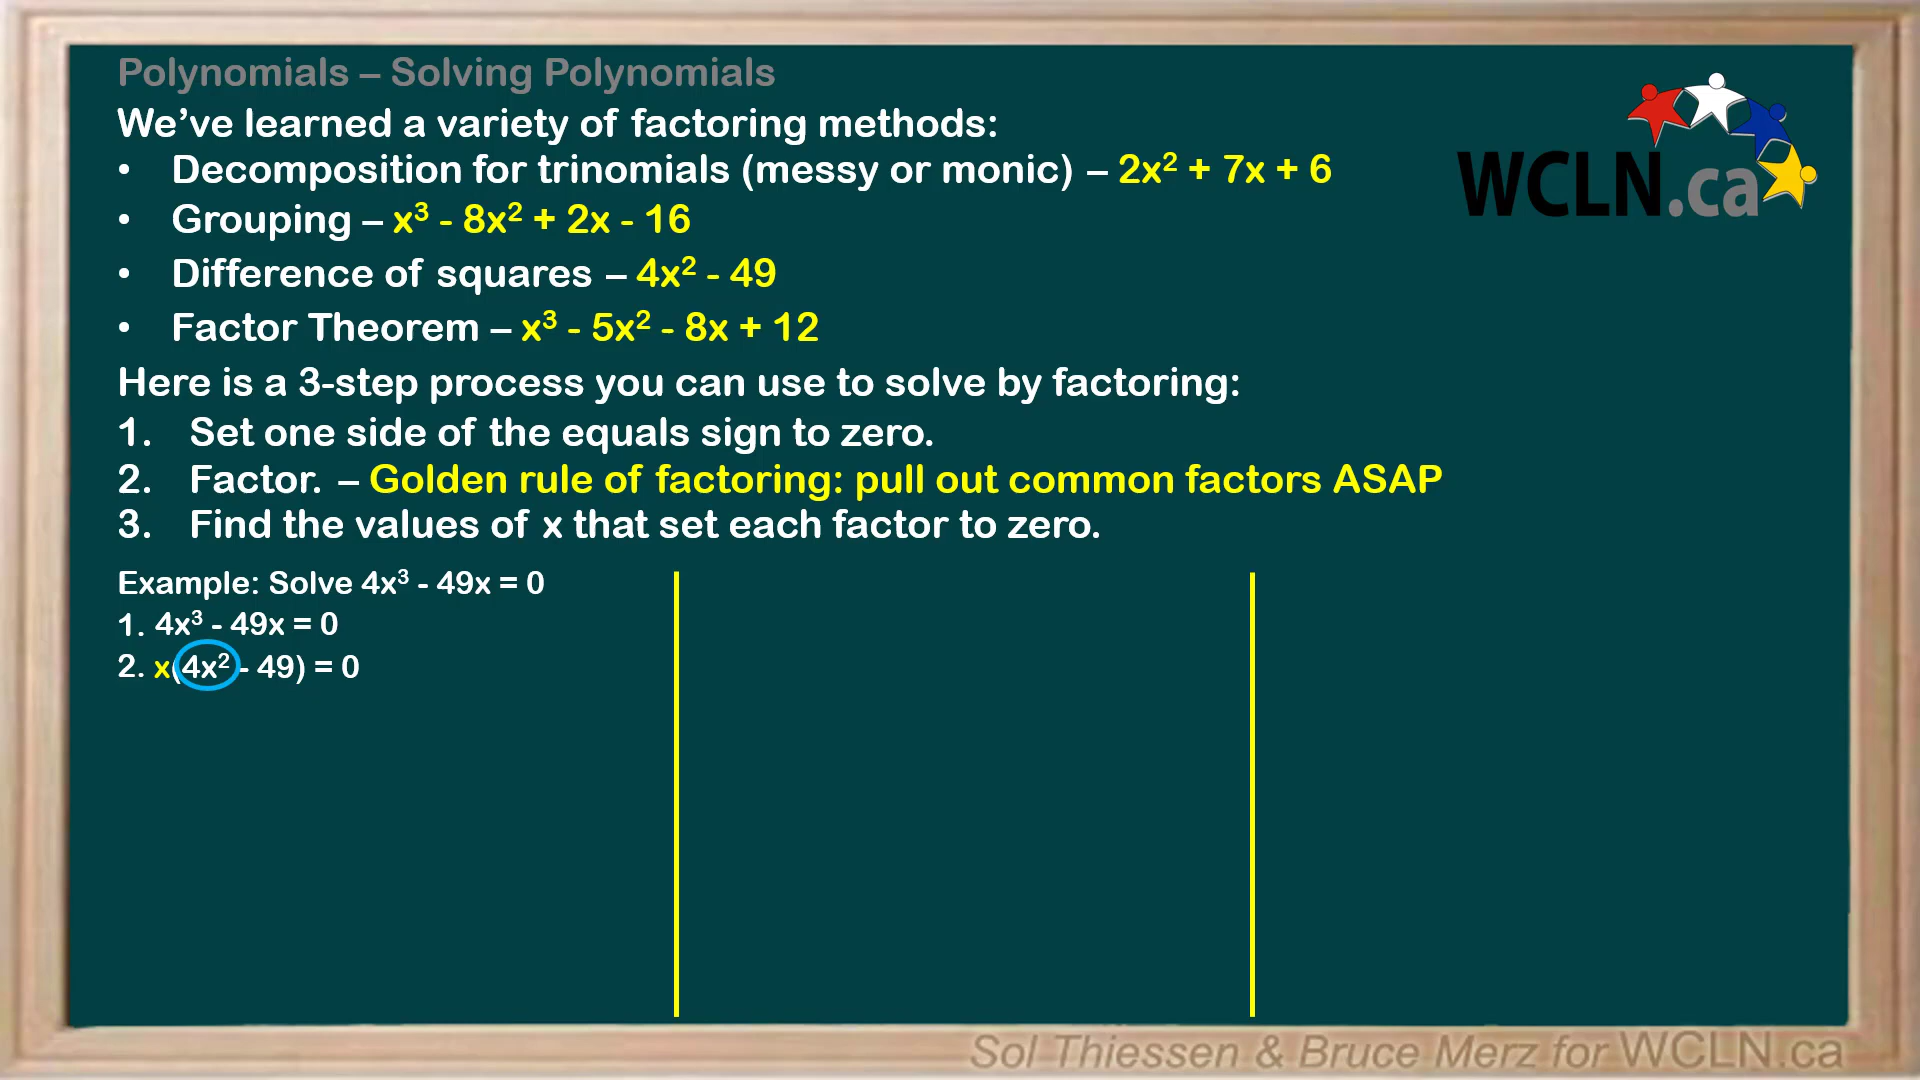 Polynomials – Solving Polynomials
We’ve learned a variety of factoring methods:
• Decomposition for trinomials (messy or monic) – 2x² + 7x + 6
• Grouping – x³ - 8x² + 2x - 16
• Difference of squares – 4x² - 49
• Factor Theorem – x³ - 5x² - 8x + 12
Here is a 3-step process you can use to solve by factoring:
1. Set one side of the equals sign to zero.
2. Factor. – Golden rule of factoring: pull out common factors ASAP
3. Find the values of x that set each factor to zero.
Example: Solve 4x³ - 49x = 0
1. 4x³ - 49x = 0
2. x(4x² - 49) = 0
WCLN.ca
Sol Thiessen & Bruce Merz for WCLN.ca